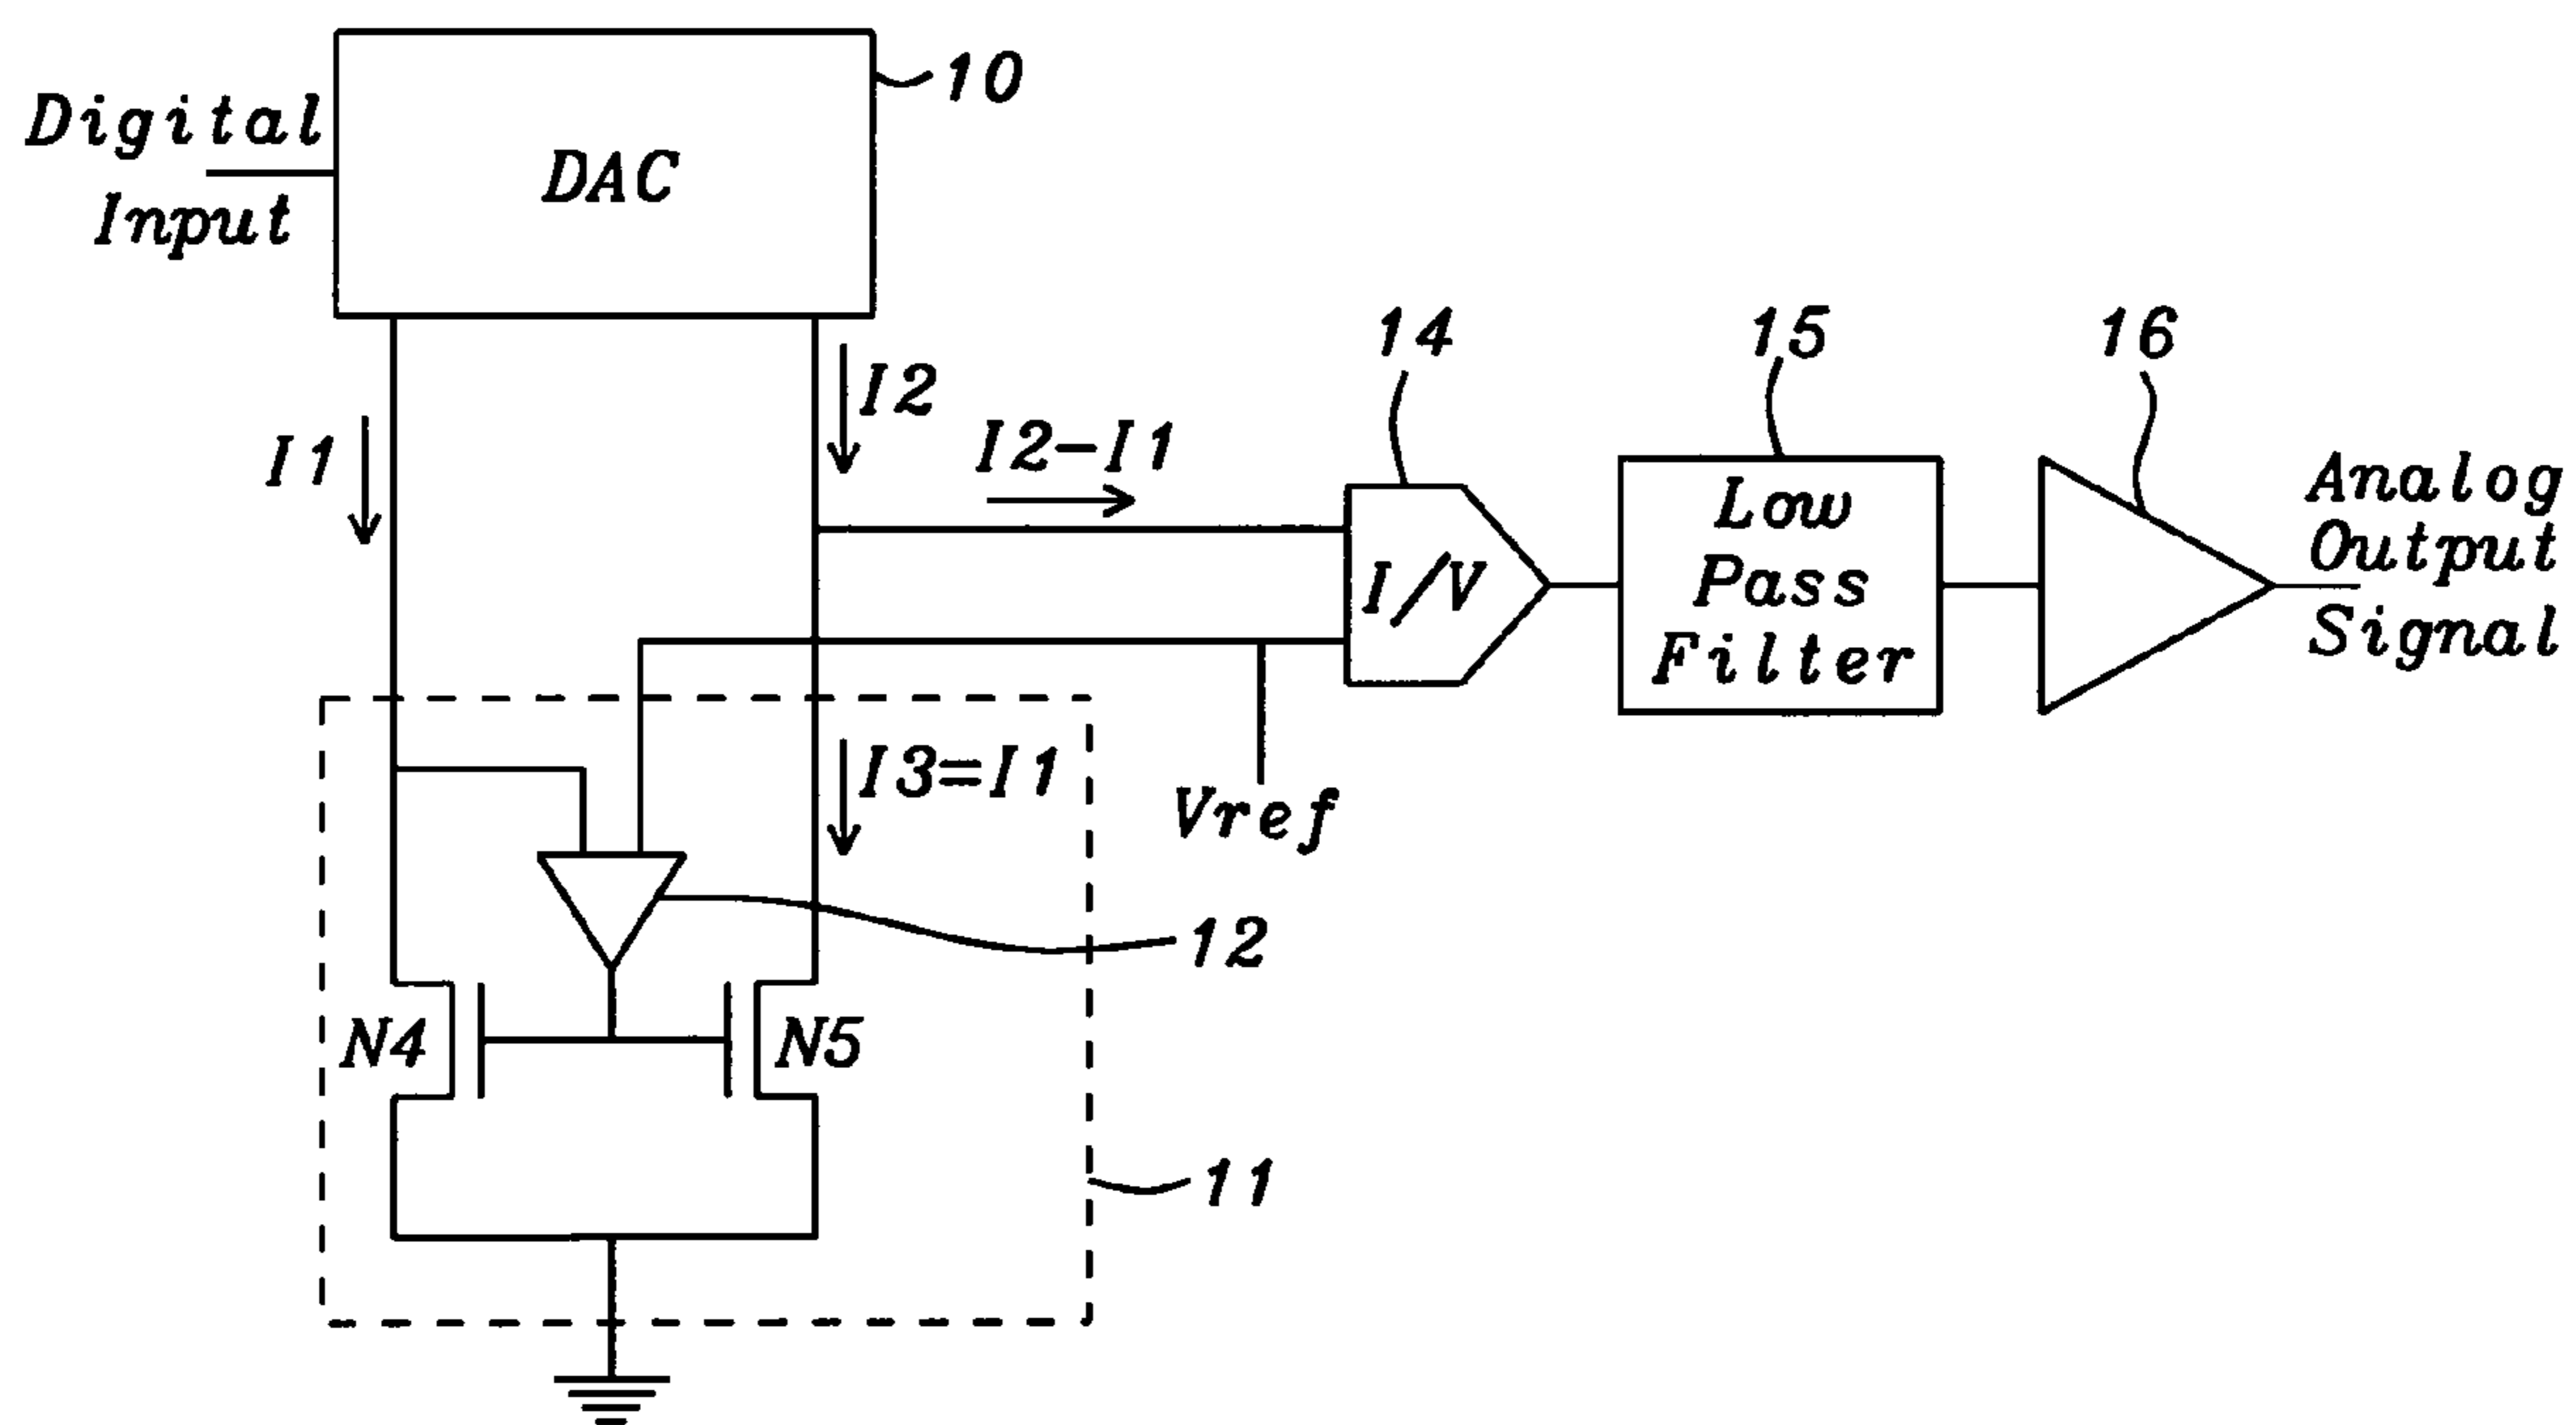 10
Digital
Input
DAC
I1
I2
I2-I1
14
15
16
I/V
Low
Pass
Filter
Analog
Output
Signal
I3=I1
Vref
12
N4
N5
11